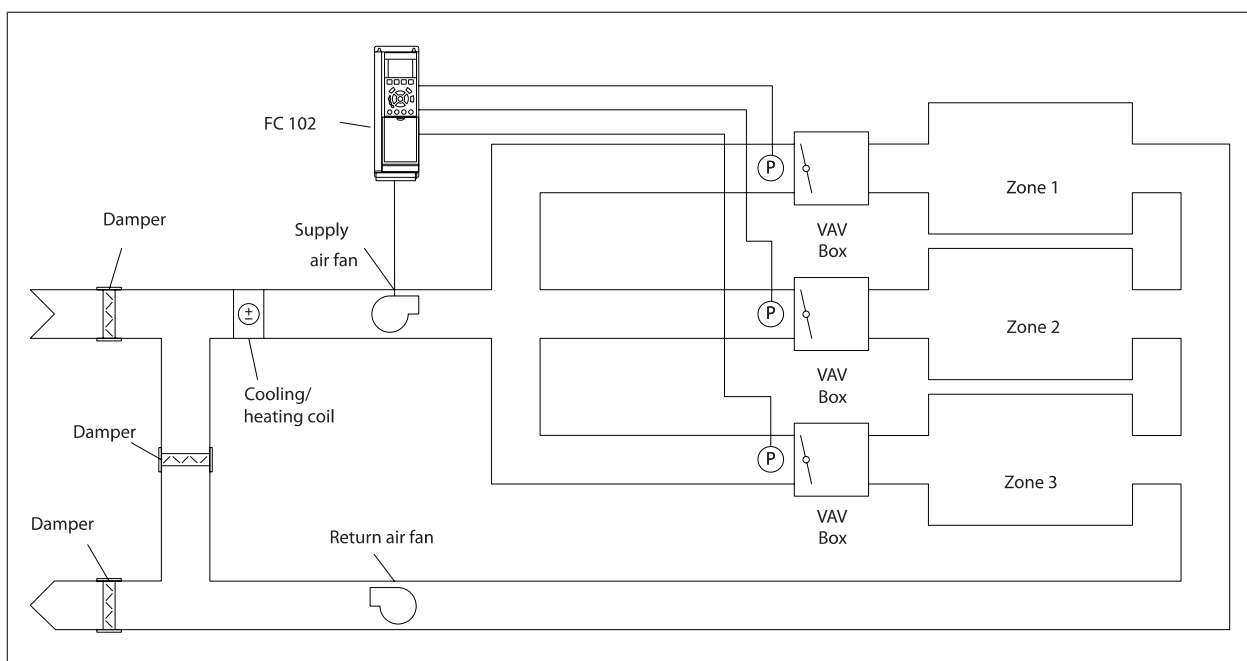 FC 102
Damper
Supply
air fan
P
VAV
Box
Zone 1
±
P
VAV
Box
Zone 2
Cooling/
heating coil
Damper
P
VAV
Box
Zone 3
Damper
Return air fan